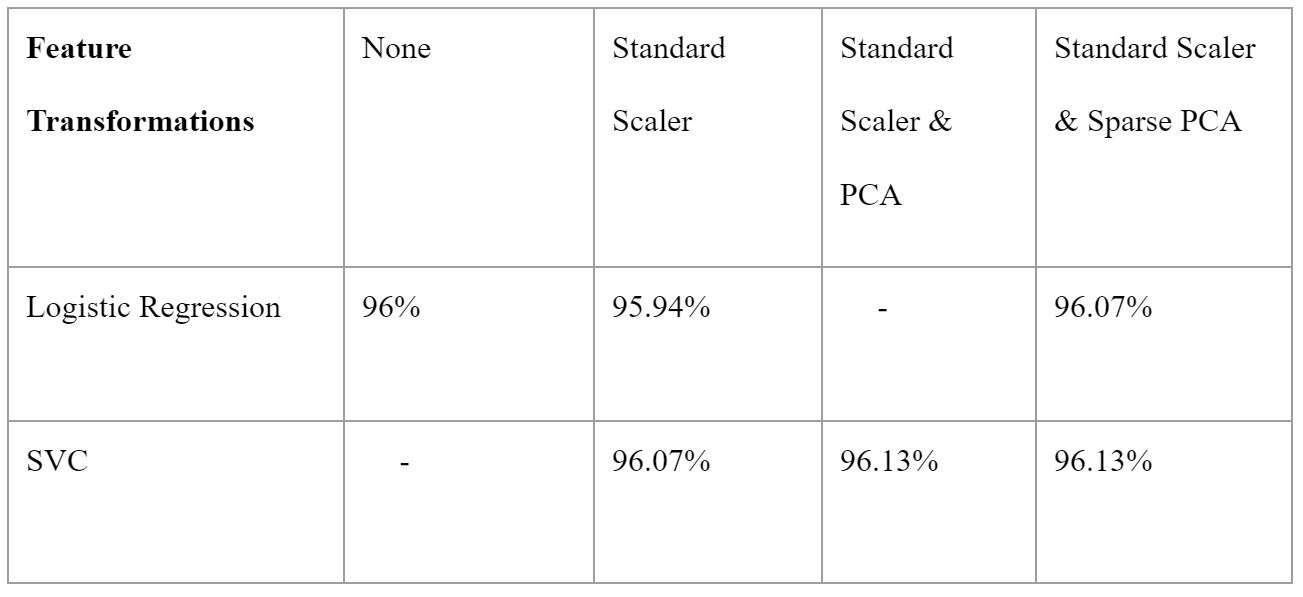 Feature
Transformations
None
Standard
Scaler
Standard
Scaler &
PCA
Standard Scaler
& Sparse PCA
Logistic Regression
96%
95.94%
-
96.07%
SVC
-
96.07%
96.13%
96.13%